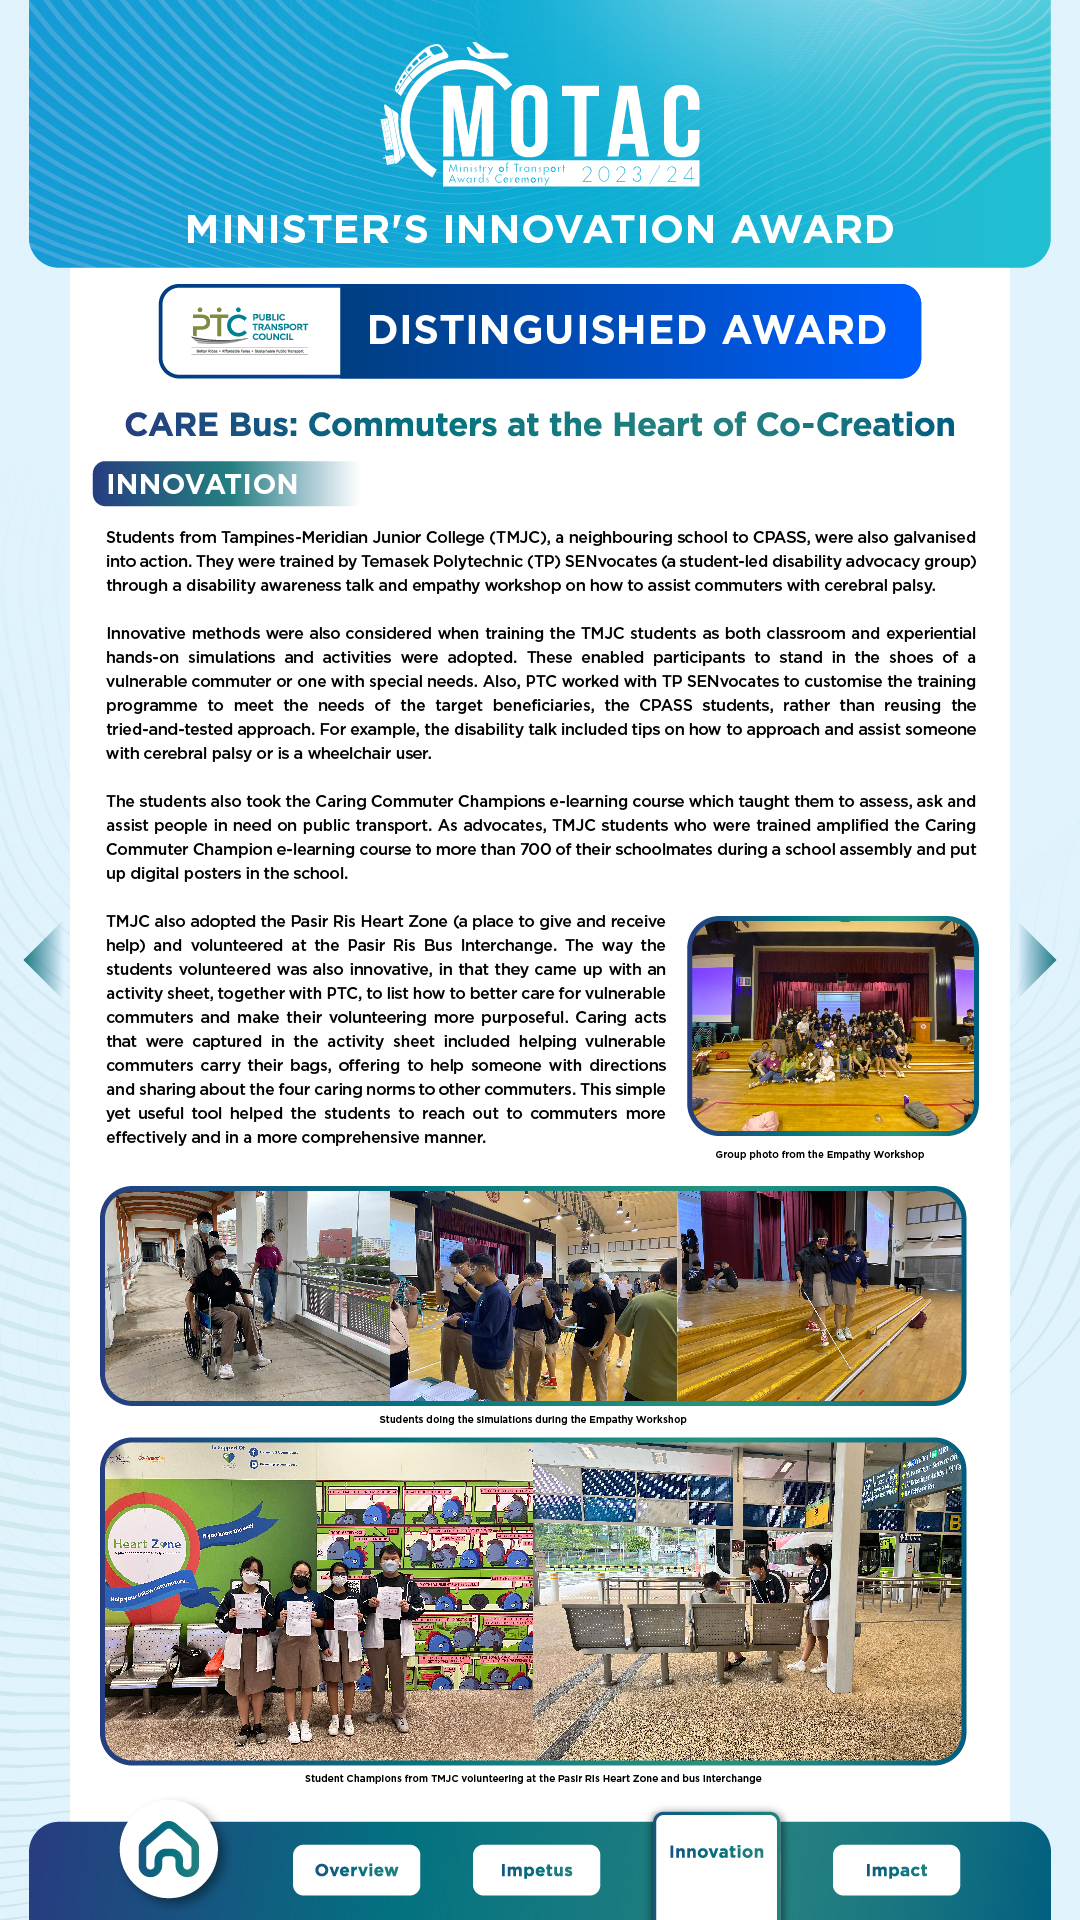 MOTAC
Ministry of Transport
Awards Ceremony
2023/24
MINISTER'S INNOVATION AWARD
PTC
PUBLIC
TRANSPORT
COUNCIL
Better Rides • Affordable Fares • Sustainable Public Transport
DISTINGUISHED AWARD
CARE Bus: Commuters at the Heart of Co-Creation
INNOVATION
Students from Tampines-Meridian Junior College (TMJC), a neighbouring school to CPASS, were also galvanised
into action. They were trained by Temasek Polytechnic (TP) SENvocates (a student-led disability advocacy group)
through a disability awareness talk and empathy workshop on how to assist commuters with cerebral palsy.
Innovative methods were also considered when training the TMJC students as both classroom and experiential
hands-on simulations and activities were adopted. These enabled participants to stand in the shoes of a
vulnerable commuter or one with special needs. Also, PTC worked with TP SENvocates to customise the training
programme to meet the needs of the target beneficiaries, the CPASS students, rather than reusing the
tried-and-tested approach. For example, the disability talk included tips on how to approach and assist someone
with cerebral palsy or is a wheelchair user.
The students also took the Caring Commuter Champions e-learning course which taught them to assess, ask and
assist people in need on public transport. As advocates, TMJC students who were trained amplified the Caring
Commuter Champion e-learning course to more than 700 of their schoolmates during a school assembly and put
up digital posters in the school.
TMJC also adopted the Pasir Ris Heart Zone (a place to give and receive
help) and volunteered at the Pasir Ris Bus Interchange. The way the
students volunteered was also innovative, in that they came up with an
activity sheet, together with PTC, to list how to better care for vulnerable
commuters and make their volunteering more purposeful. Caring acts
that were captured in the activity sheet included helping vulnerable
commuters carry their bags, offering to help someone with directions
and sharing about the four caring norms to other commuters. This simple
yet useful tool helped the students to reach out to commuters more
effectively and in a more comprehensive manner.
Group photo from the Empathy Workshop
Students doing the simulations during the Empathy Workshop
In Support Of
Heart Zone
B
Student Champions from TMJC volunteering at the Pasir Ris Heart Zone and bus interchange
Overview
Impetus
Innovation
Impact